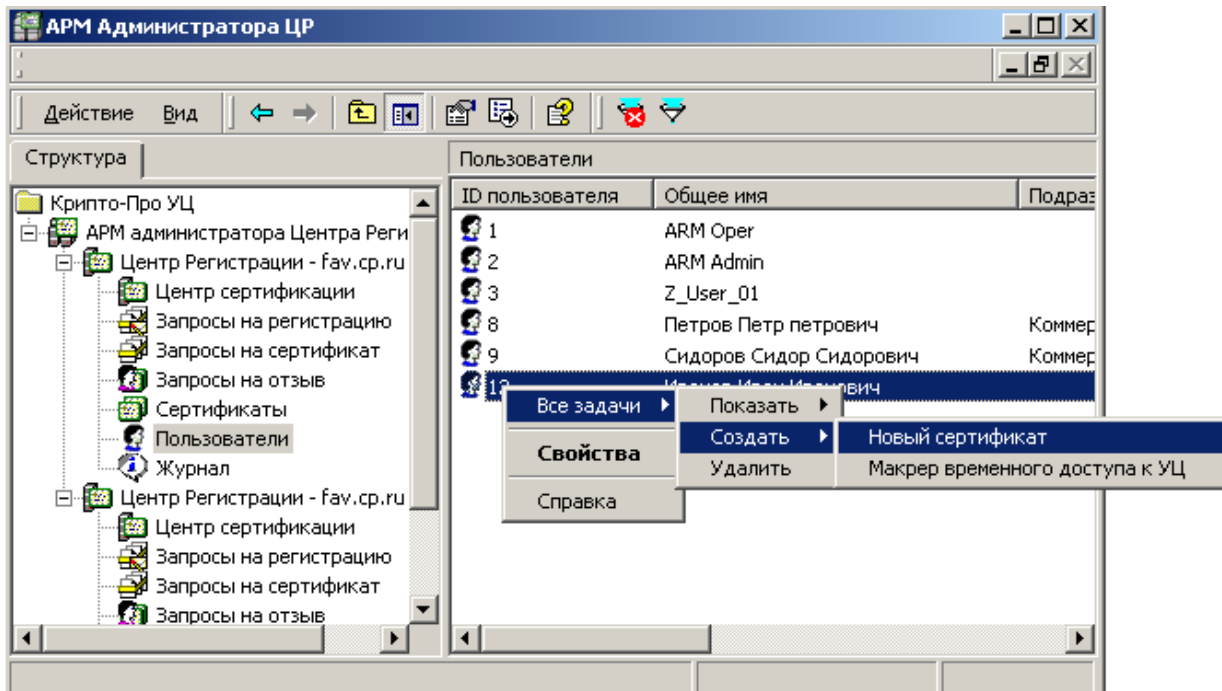 АРМ Администратора ЦР
Действие Вид
Структура
Пользователи
Крипто-Про УЦ
АРМ администратора Центра Реги
Центр Регистрации - fav.cp.ru
Центр сертификации
Запросы на регистрацию
Запросы на сертификат
Запросы на отзыв
Сертификаты
Пользователи
Журнал
Центр Регистрации - fav.cp.ru
Центр сертификации
Запросы на регистрацию
Запросы на сертификат
Запросы на отзыв
ID пользователя Общее имя Подраз
1 ARM Oper
2 ARM Admin
3 Z_User_01
8 Петров Петр петрович Коммер
9 Сидоров Сидор Сидорович Коммер
Все задачи
Свойства
Справка
Показать
Создать
Удалить
Новый сертификат
Макрер временного доступа к УЦ